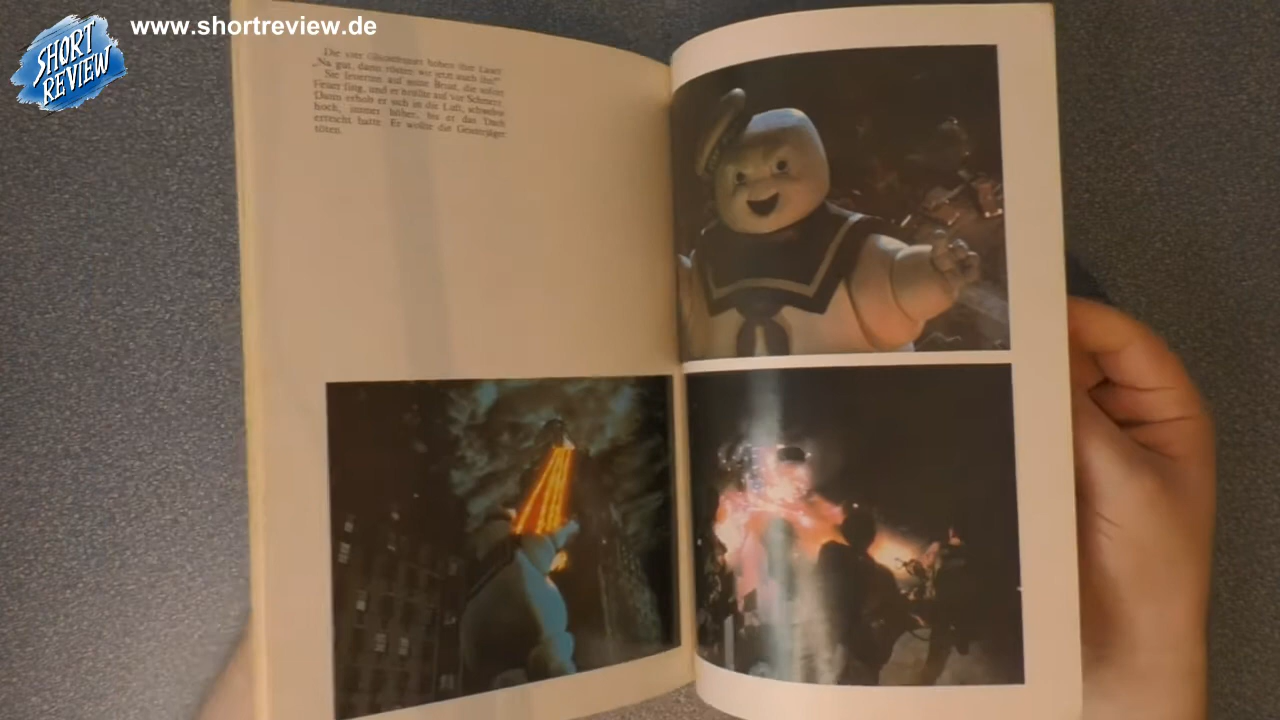 www.shortreview.de
SHORT
REVIEW
Die vier Ghostbusters hoben ihre Laser.
„Na gut, dann rösten wir jetzt auch ihn!"
Sie feuerten auf seine Brust, die sofort
Feuer fing, und er brüllte auf vor Schmerz.
Dann erhob er sich in die Luft, schwebte
hoch, immer höher, bis er das Dach
erreicht hatte. Er wollte die Geisterjäger
töten.